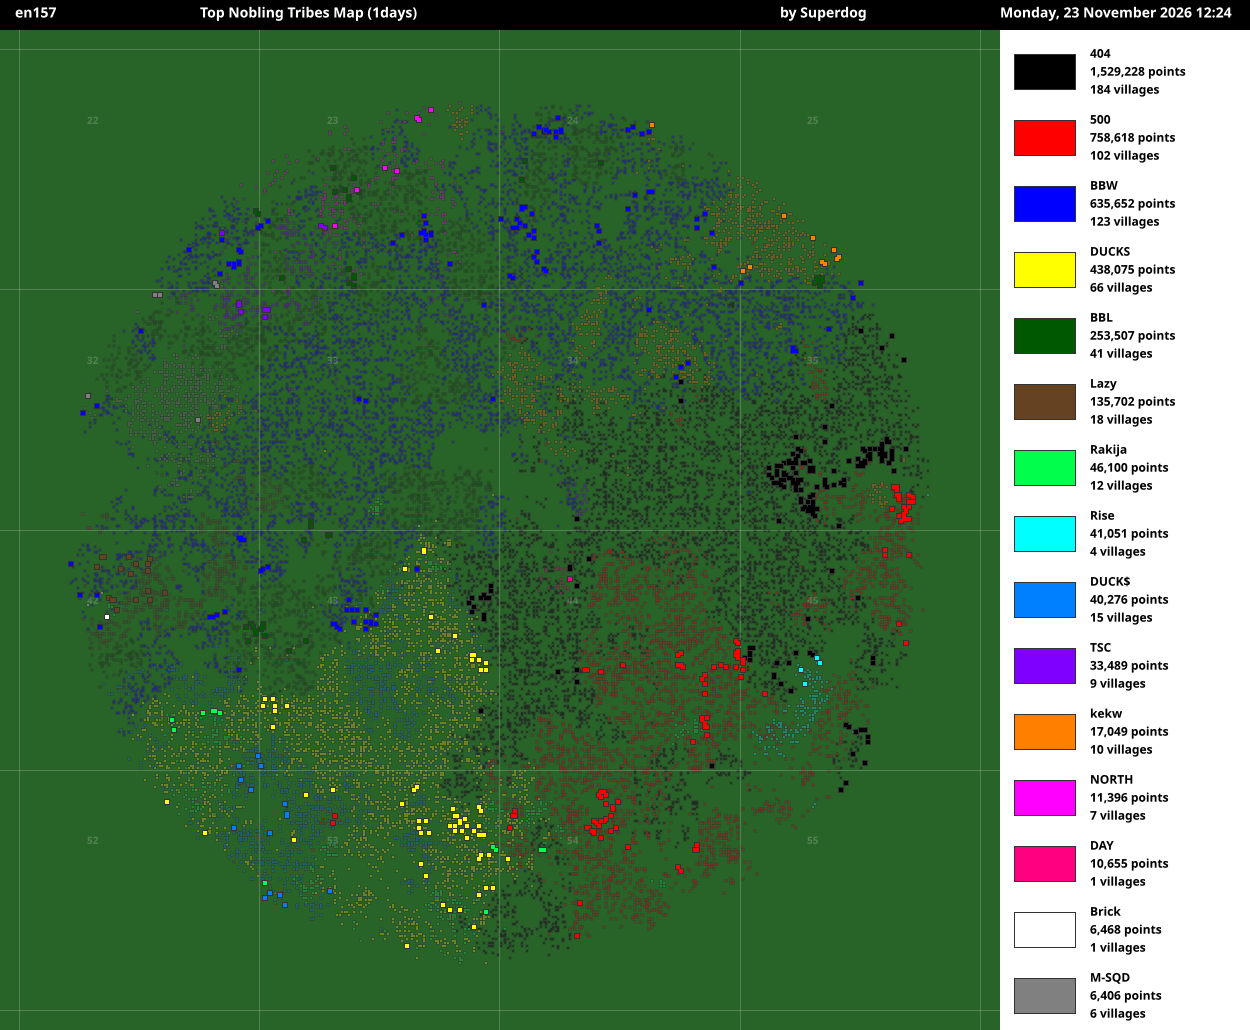 en157 Top Nobling Tribes Map (1days) by Superdog Monday, 23 November 2026 12:24
404
1,529,228 points
184 villages
500
758,618 points
102 villages
BBW
635,652 points
123 villages
DUCKS
438,075 points
66 villages
BBL
253,507 points
41 villages
Lazy
135,702 points
18 villages
Rakija
46,100 points
12 villages
Rise
41,051 points
4 villages
DUCK$
40,276 points
15 villages
TSC
33,489 points
9 villages
kekw
17,049 points
10 villages
NORTH
11,396 points
7 villages
DAY
10,655 points
1 villages
Brick
6,468 points
1 villages
M-SQD
6,406 points
6 villages
22 23 24 25
32 33 34 35
42 43 44 45
52 53 54 55